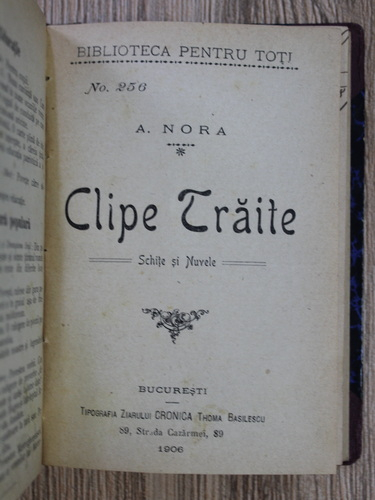 BIBLIOTECA PENTRU TOȚI
No. 256
A. NORA
Clipe Trăite
Schițe și Nuvele
BUCUREȘTI
TIPOGRAFIA ZIARULUI CRONICA THOMA BASILESCU
89, Strada Cazărmei, 89
1906